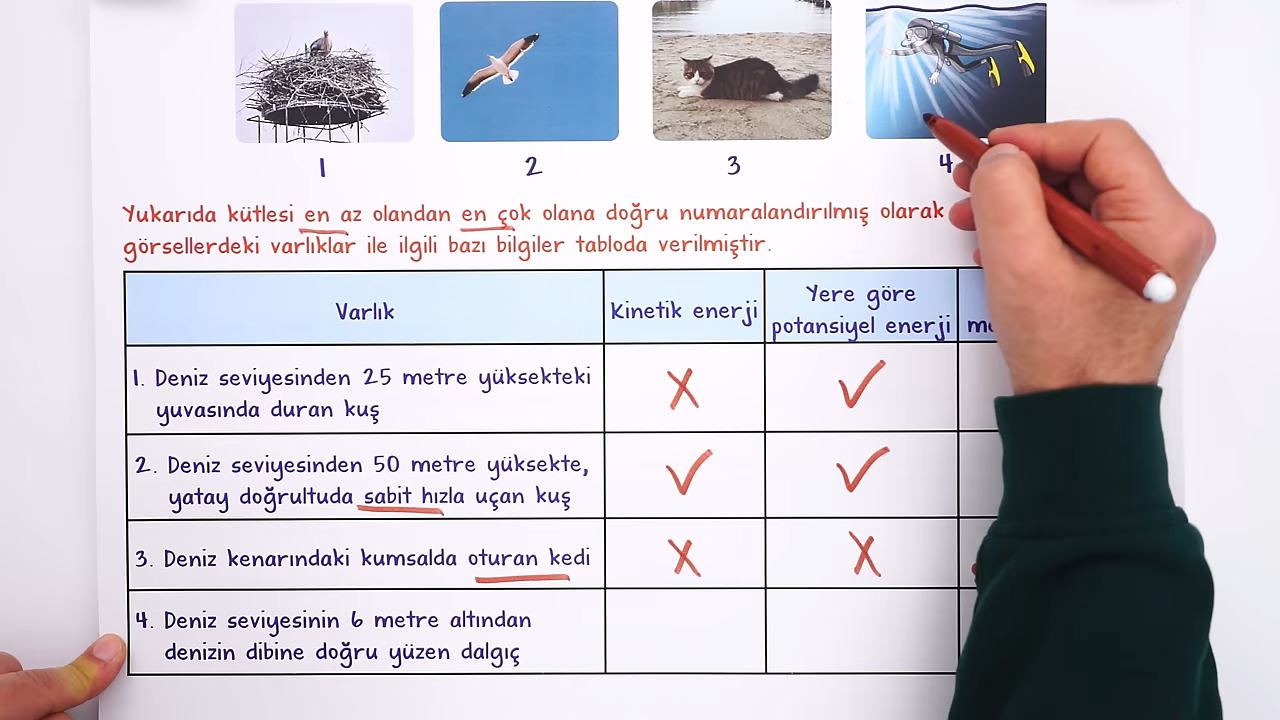 1
2
3
4
Yukarıda kütlesi en az olandan en çok olana doğru numaralandırılmış olarak
görsellerdeki varlıklar ile ilgili bazı bilgiler tabloda verilmiştir.
Varlık
Kinetik enerji
Yere göre
potansiyel enerji
1. Deniz seviyesinden 25 metre yüksekteki
yuvasında duran kuş
2. Deniz seviyesinden 50 metre yüksekte,
yatay doğrultuda sabit hızla uçan kuş
3. Deniz kenarındaki kumsalda oturan kedi
4. Deniz seviyesinin 6 metre altından
denizin dibine doğru yüzen dalgıç